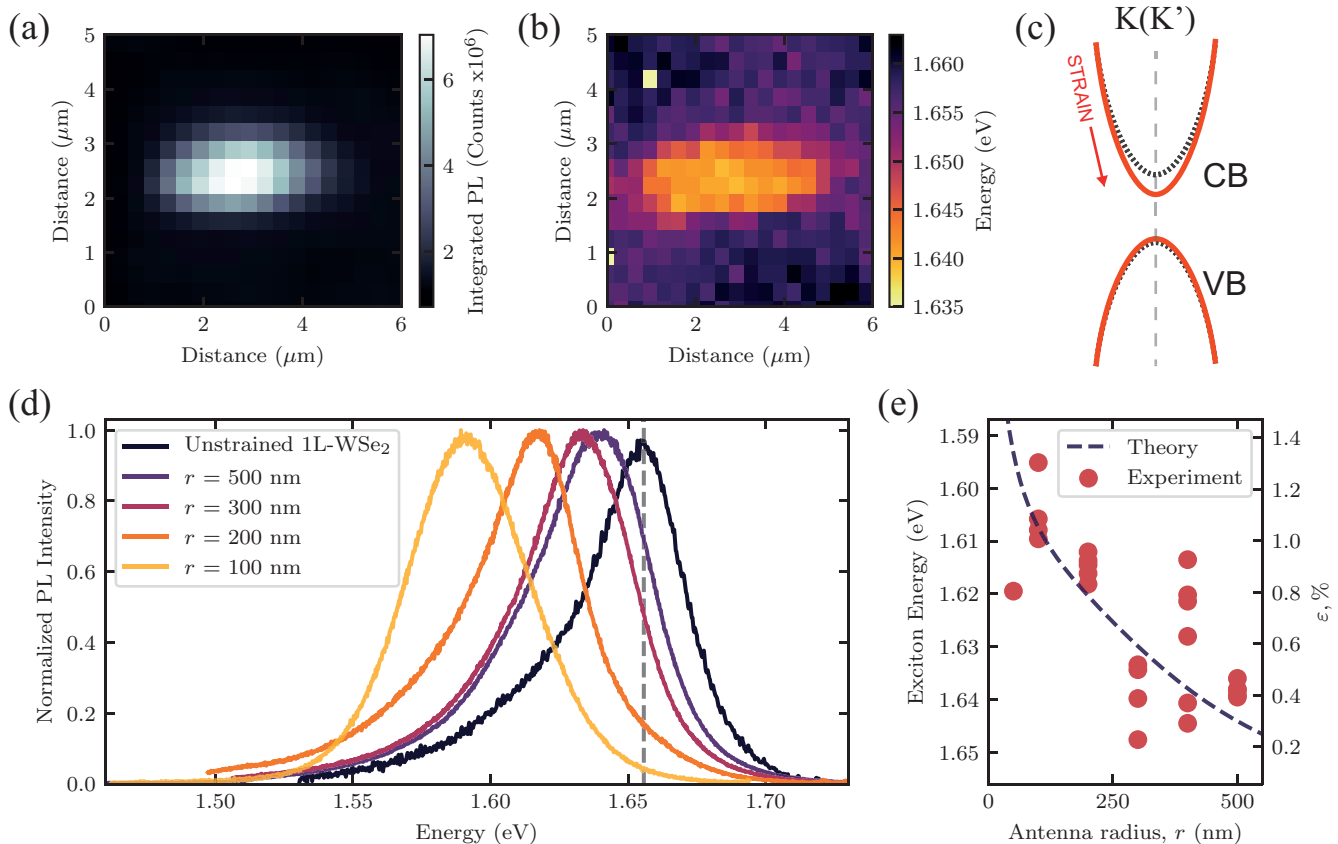 (a)
5
4
3
2
1
0
Distance (μm)
0 2 4 6
Distance (μm)
6
4
2
Integrated PL (Counts x10⁶)
(b)
5
4
3
2
1
0
Distance (μm)
0 2 4 6
Distance (μm)
1.660
1.655
1.650
1.645
1.640
1.635
Energy (eV)
(c)
K(K’)
STRAIN
CB
VB
(d)
1.0
0.8
0.6
0.4
0.2
0.0
Normalized PL Intensity
Unstrained 1L-WSe₂
r = 500 nm
r = 300 nm
r = 200 nm
r = 100 nm
1.50 1.55 1.60 1.65 1.70
Energy (eV)
(e)
1.59
1.60
1.61
1.62
1.63
1.64
1.65
Exciton Energy (eV)
Theory
Experiment
1.4
1.2
1.0
0.8
0.6
0.4
0.2
ε, %
0 250 500
Antenna radius, r (nm)